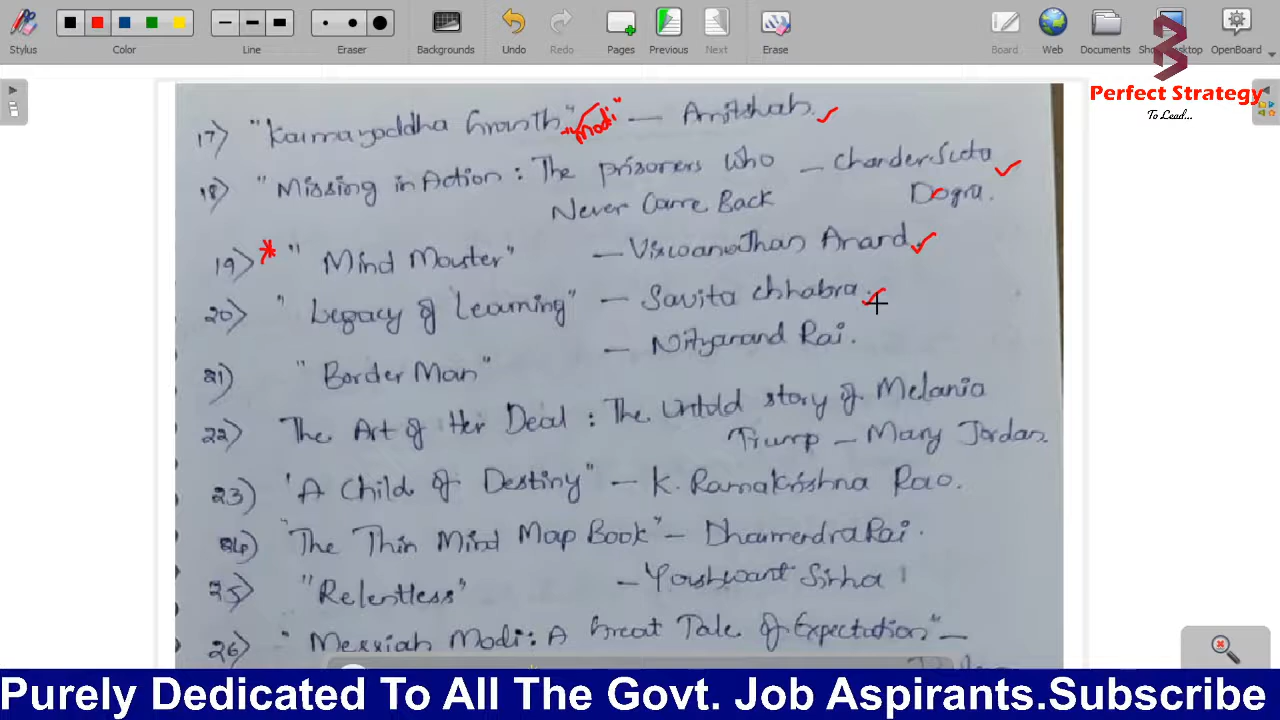 Stylus
Color
Line
Eraser
Backgrounds
Undo
Redo
Pages
Previous
Next
Erase
Board
Web
Documents
Show Desktop
OpenBoard
Perfect Strategy
To Lead...
17) "Karmayoddha Granth" "Modi" — Amitshah.
18) "Missing in Action : The prisoners Who — Chander Suta
Never Come Back Dogra.
19) * " Mind Master" — Viswanathan Anand.
20) " Legacy of Learning" — Savita Chhabra.
21) "Border Man" — Nityanand Rai.
22) The Art of Her Deal : The Untold story of Melania
Trump — Mary Jordan.
23) 'A Child of Destiny" — K. Ramakrishna Rao.
24) "The Thin Mind Map Book" — Dharmendra Rai.
25) "Relentless" — Yashwant Sinha
26) " Messiah Modi : A Great Tale of Expectation" —
Purely Dedicated To All The Govt. Job Aspirants.Subscribe